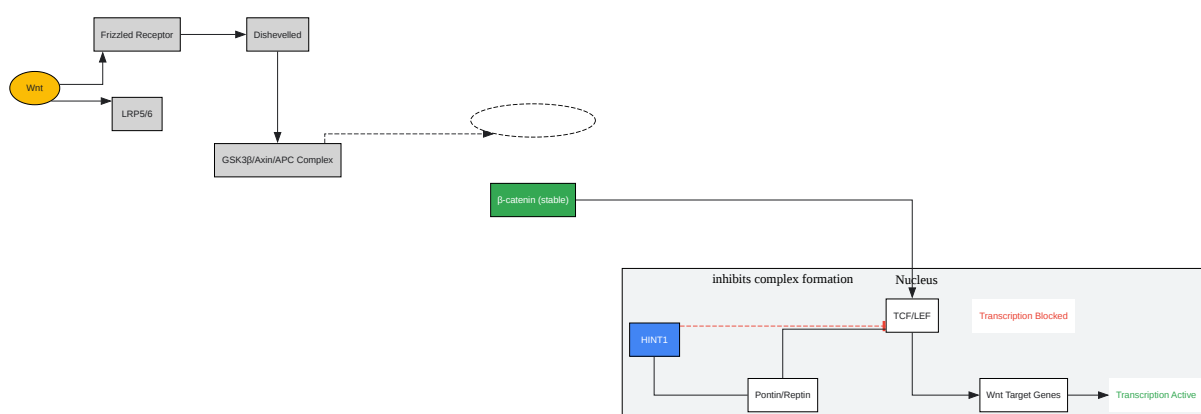 Frizzled Receptor
Dishevelled
Wnt
LRP5/6
GSK3β/Axin/APC Complex
β-catenin (stable)
inhibits complex formation
Nucleus
TCF/LEF
Transcription Blocked
HINT1
Pontin/Reptin
Wnt Target Genes
Transcription Active